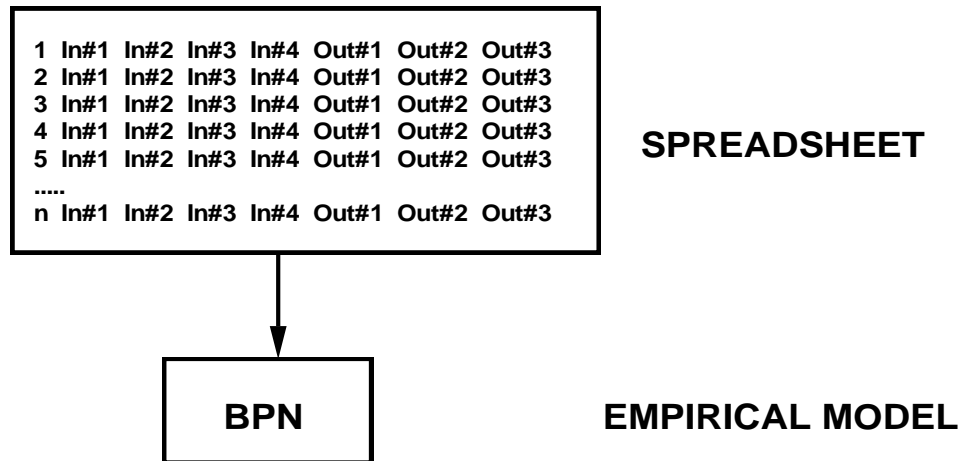 1 In#1 In#2 In#3 In#4 Out#1 Out#2 Out#3
2 In#1 In#2 In#3 In#4 Out#1 Out#2 Out#3
3 In#1 In#2 In#3 In#4 Out#1 Out#2 Out#3
4 In#1 In#2 In#3 In#4 Out#1 Out#2 Out#3
5 In#1 In#2 In#3 In#4 Out#1 Out#2 Out#3
.....
n In#1 In#2 In#3 In#4 Out#1 Out#2 Out#3
SPREADSHEET
BPN
EMPIRICAL MODEL